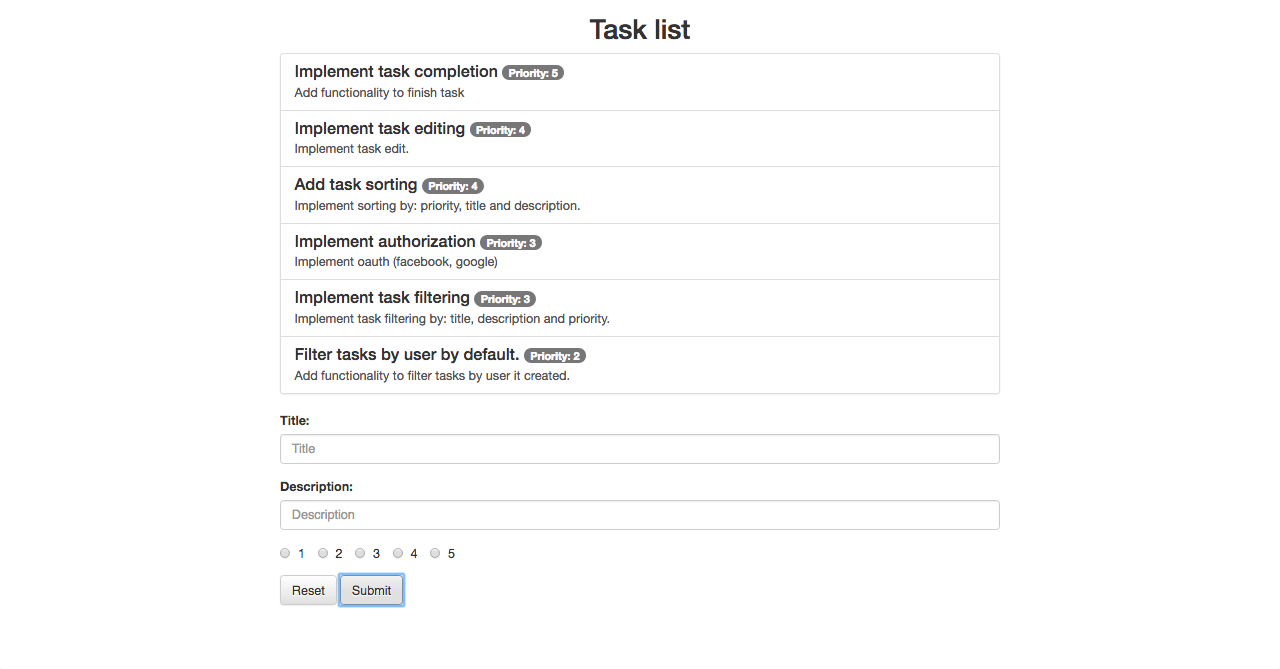 Task list
Implement task completion Priority: 5
Add functionality to finish task
Implement task editing Priority: 4
Implement task edit.
Add task sorting Priority: 4
Implement sorting by: priority, title and description.
Implement authorization Priority: 3
Implement oauth (facebook, google)
Implement task filtering Priority: 3
Implement task filtering by: title, description and priority.
Filter tasks by user by default. Priority: 2
Add functionality to filter tasks by user it created.
Title:
Title
Description:
Description
1 2 3 4 5
Reset Submit